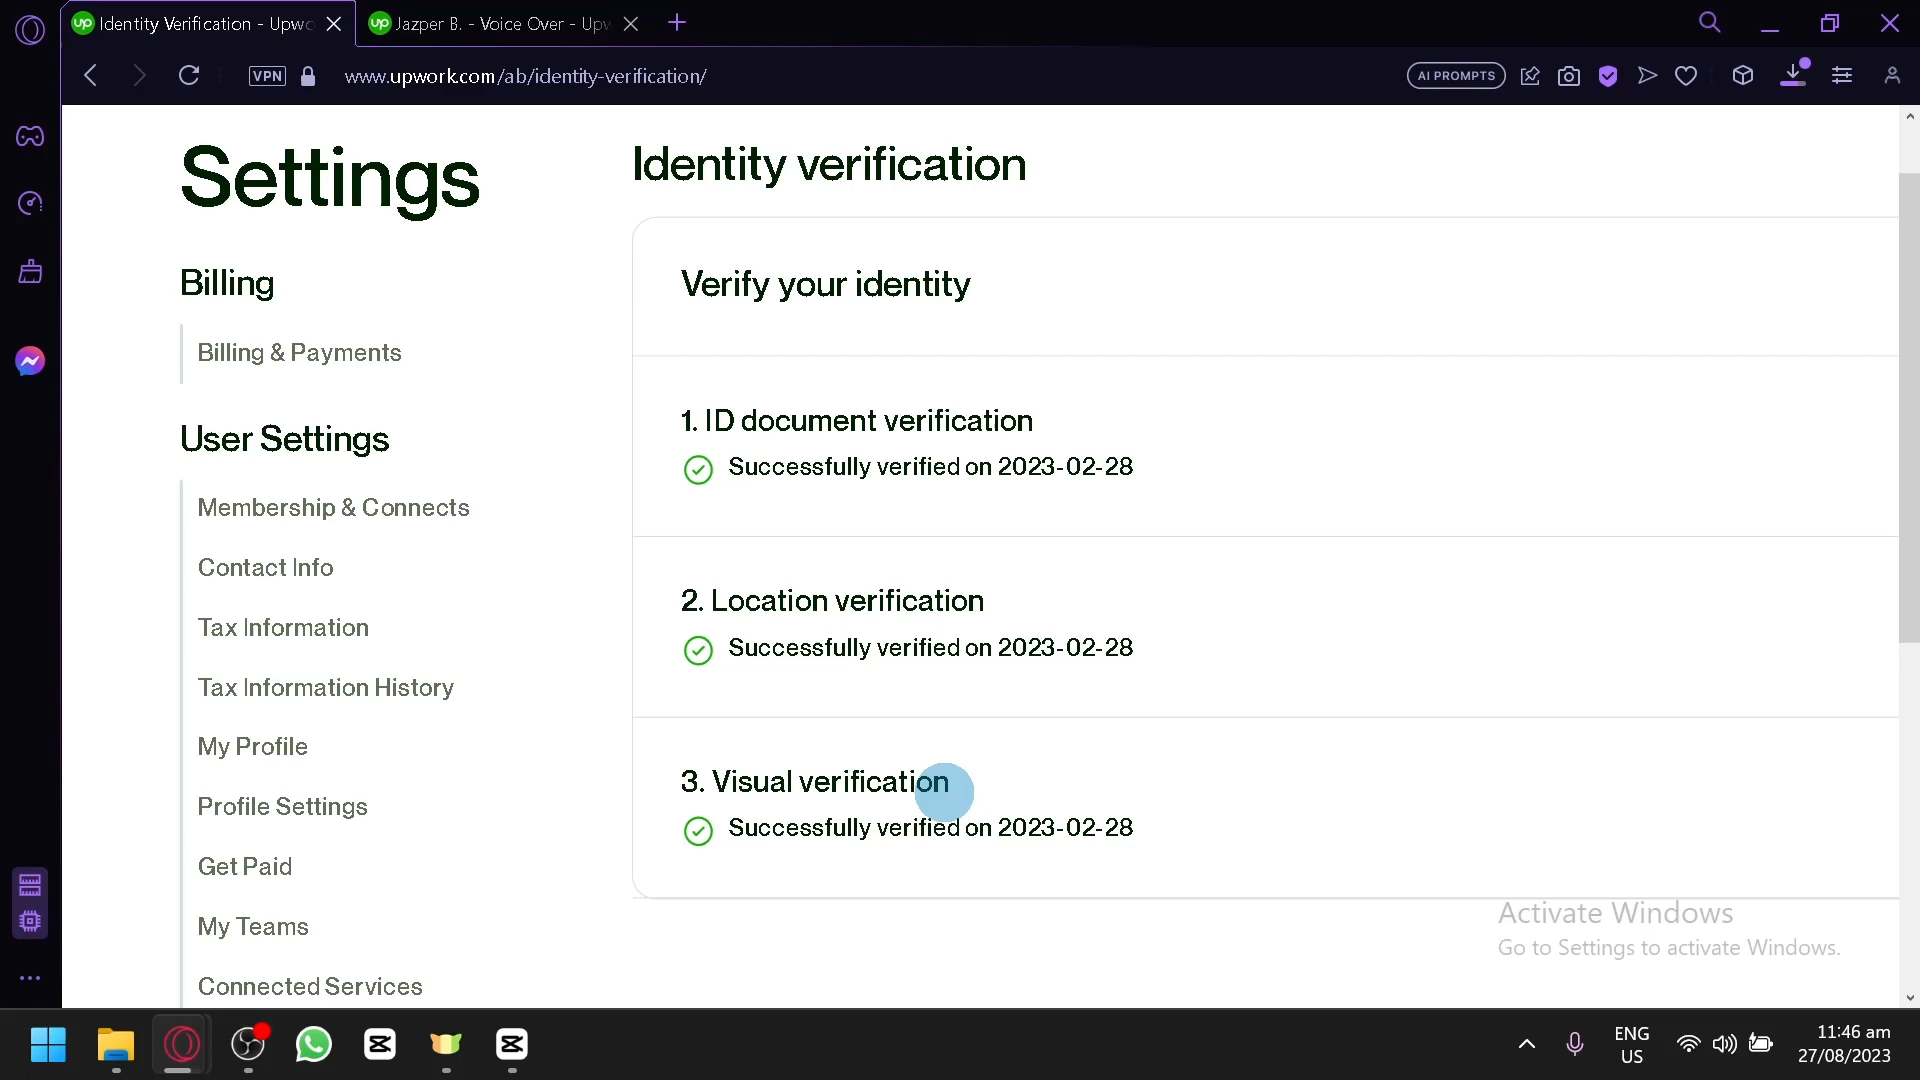 Identity Verification - Upwo
Jazper B. - Voice Over - Upw
VPN
www.upwork.com/ab/identity-verification/
AI PROMPTS
Settings
Billing
Billing & Payments
User Settings
Membership & Connects
Contact Info
Tax Information
Tax Information History
My Profile
Profile Settings
Get Paid
My Teams
Connected Services
Identity verification
Verify your identity
1. ID document verification
Successfully verified on 2023-02-28
2. Location verification
Successfully verified on 2023-02-28
3. Visual verification
Successfully verified on 2023-02-28
Activate Windows
Go to Settings to activate Windows.
ENG
US
11:46 am
27/08/2023